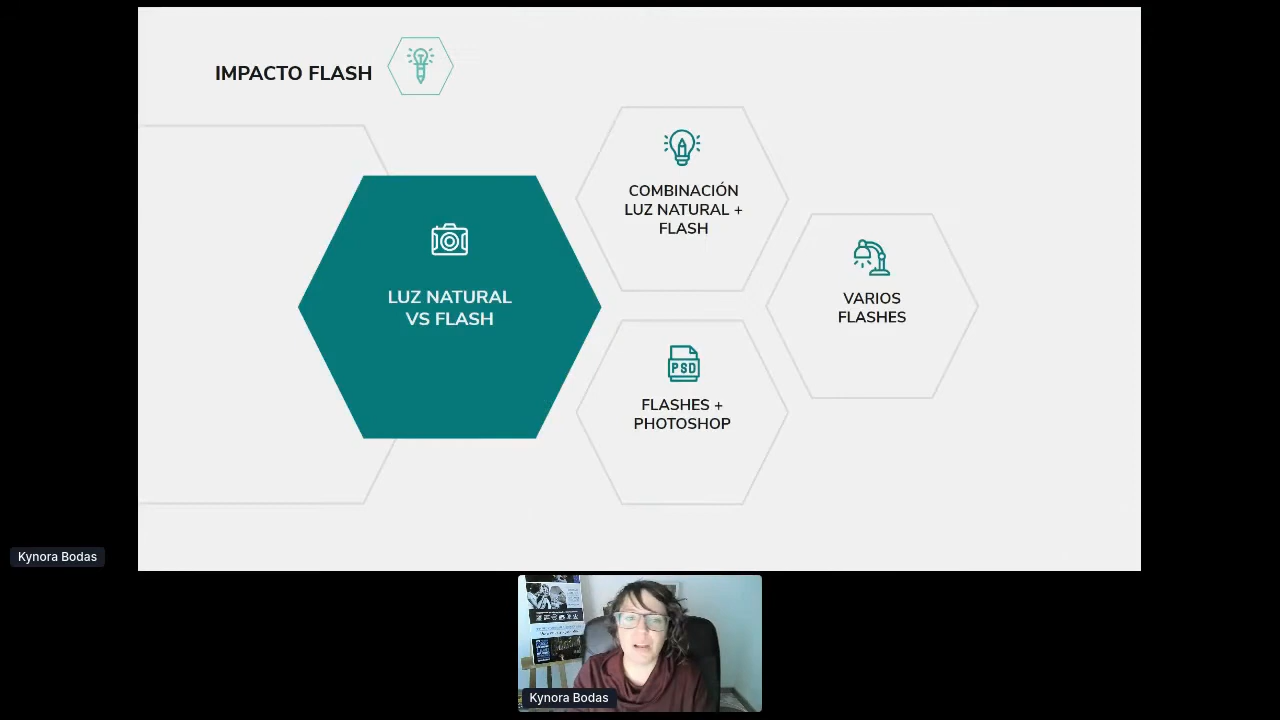 IMPACTO FLASH
COMBINACIÓN
LUZ NATURAL +
FLASH
LUZ NATURAL
VS FLASH
VARIOS
FLASHES
PSD
FLASHES +
PHOTOSHOP
Kynora Bodas
Kynora Bodas